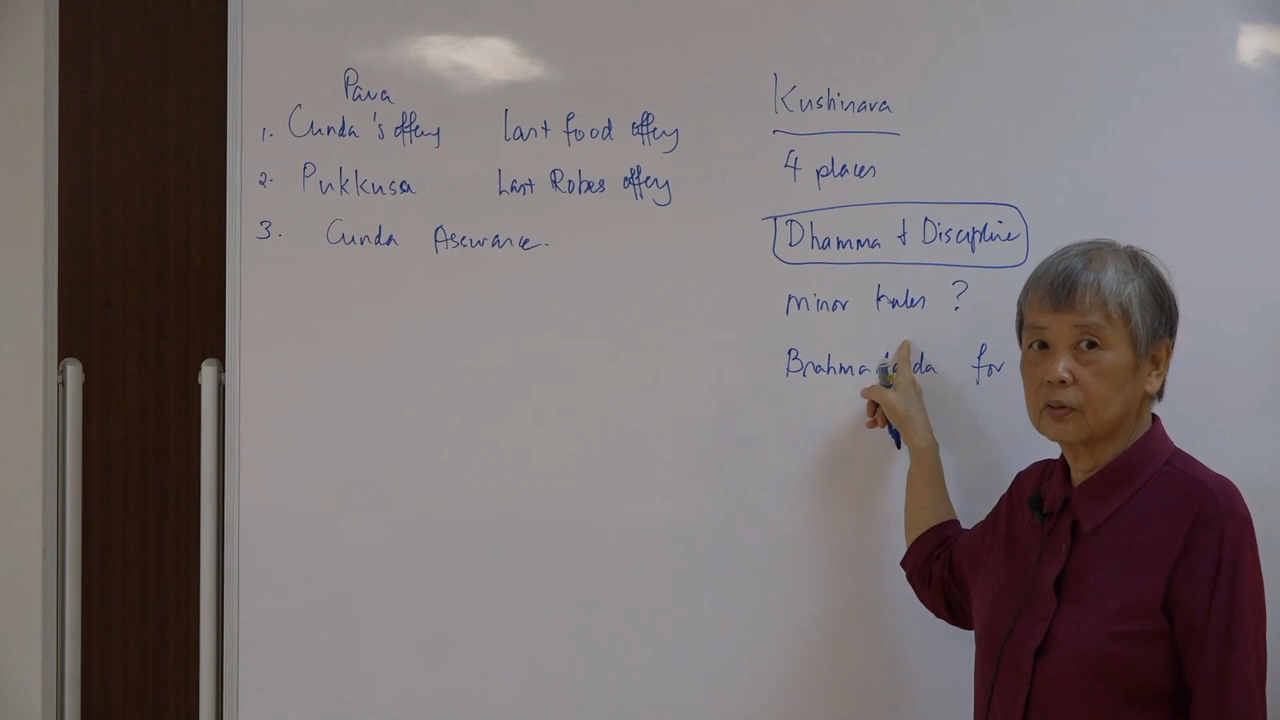 Pava
1. Cunda's offery Last food offery
2. Pukkusa Last Robes offery
3. Cunda Assurance.
Kushinara
4 places
Dhamma + Discipline
Minor Rules ?
for